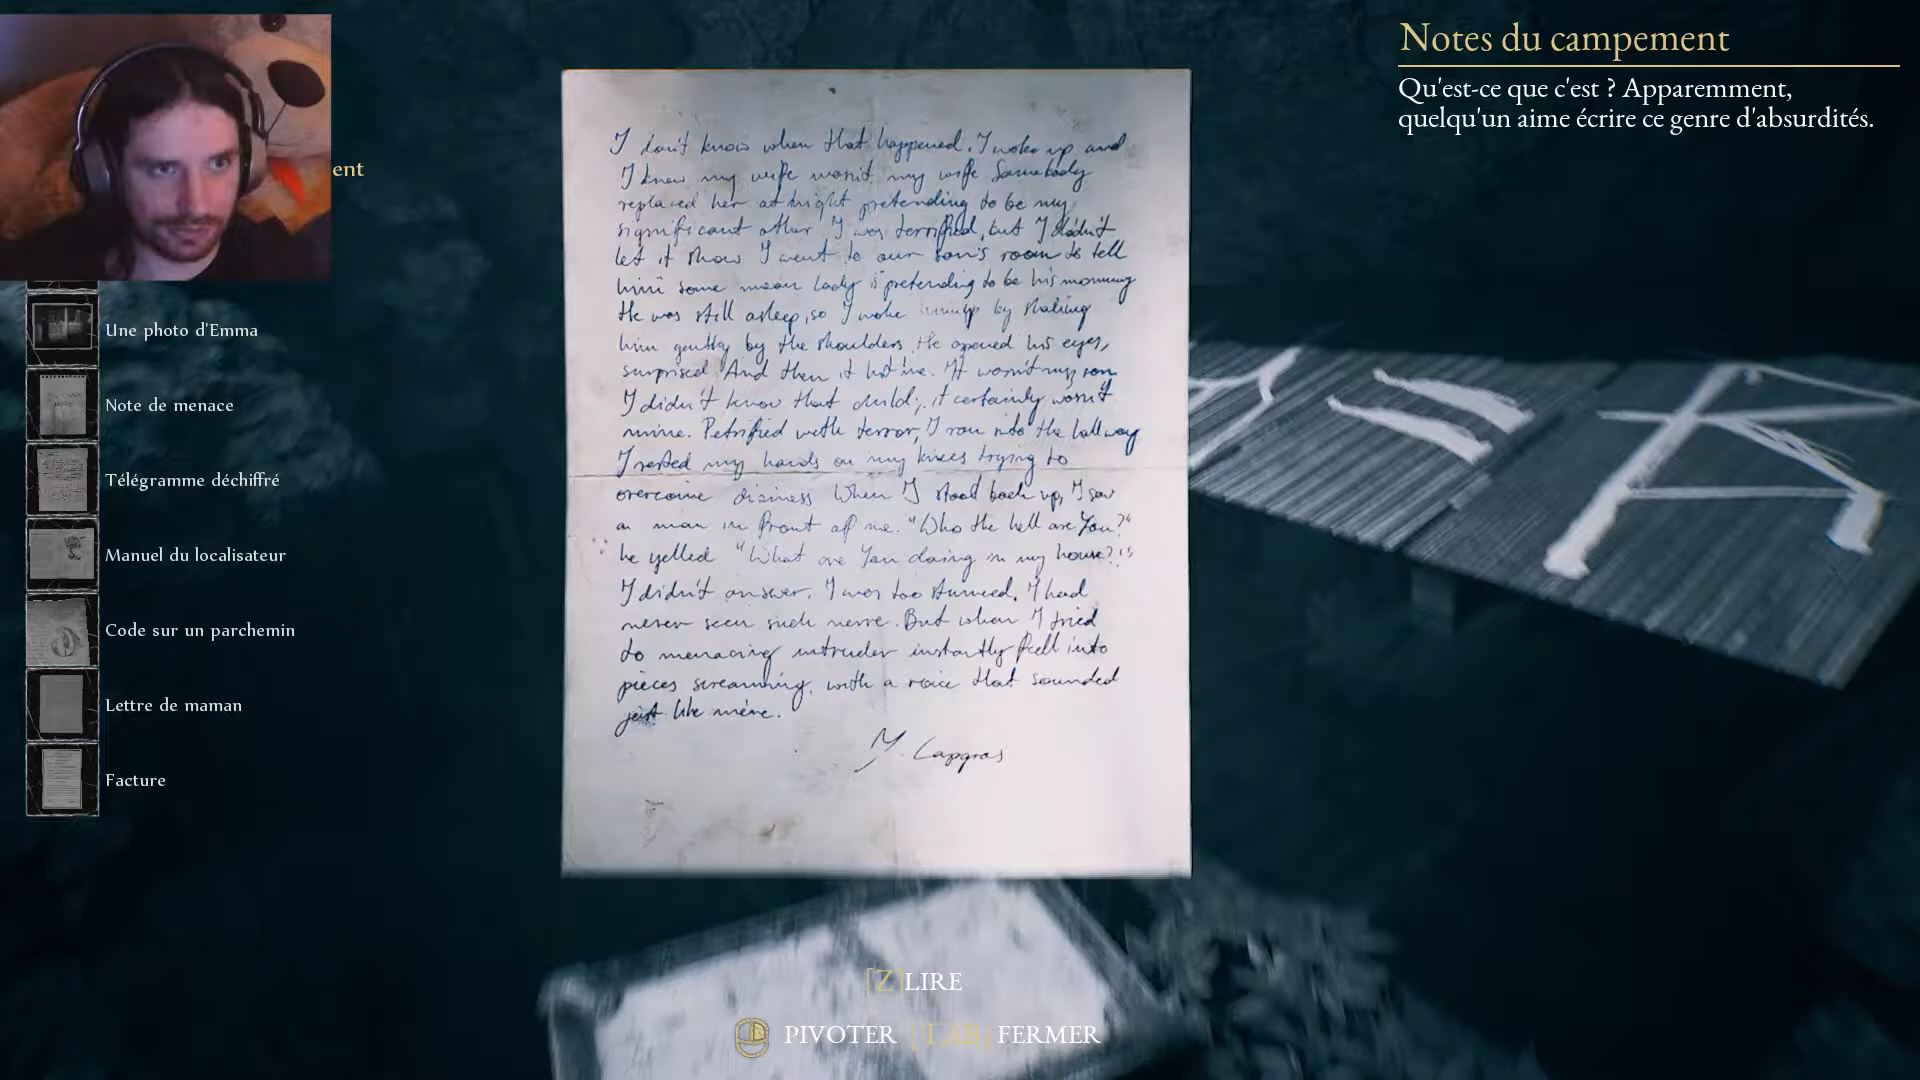 Notes du campement
Qu'est-ce que c'est ? Apparemment,
quelqu'un aime écrire ce genre d'absurdités.
ent
Une photo d'Emma
Note de menace
Télégramme déchiffré
Manuel du localisateur
Code sur un parchemin
Lettre de maman
Facture
I don't know when that happened. I woke up and
I knew my wife wasn't my wife Somebody
replaced her at night pretending to be my
significant other I was terrified, but I didn't
let it show I went to our son's room to tell
him some mean lady is pretending to be his mommy
He was still asleep, so I woke him up by shaking
him gently by the shoulders. He opened his eyes,
surprised. And then it hit me. It wasn't my son
I didn't know that child; it certainly wasn't
mine. Petrified with terror, I ran into the hallway
I rested my hands on my knees trying to
overcome dizziness When I stood back up, I saw
a man in front of me. "Who the hell are You?"
he yelled "What are You doing in my house?!"
I didn't answer. I was too stunned. I had
never seen such nerve. But when I tried
to menacing intruder instantly fell into
pieces screaming, with a voice that sounded
just like mine.
M. Capgras
[Z] LIRE
PIVOTER [TAB] FERMER